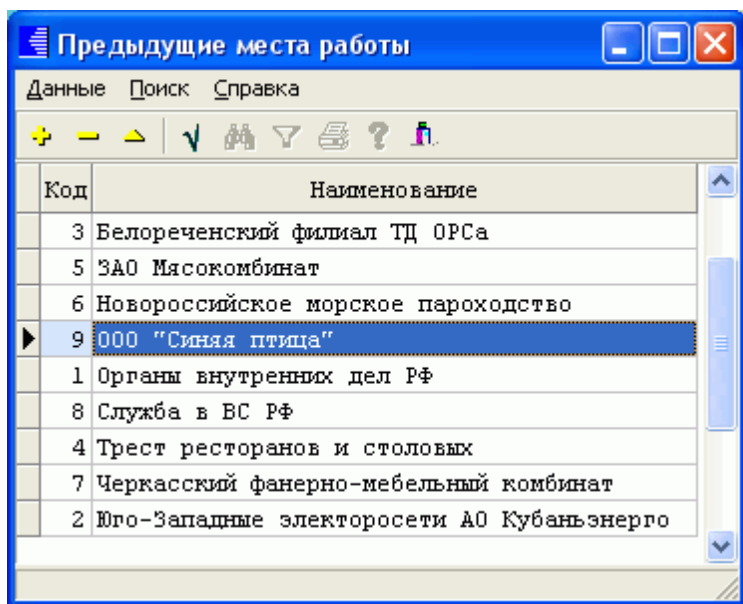 Предыдущие места работы
Данные Поиск Справка
Код Наименование
3 Белореченский филиал ТД ОРСа
5 ЗАО Мясокомбинат
6 Новороссийское морское пароходство
9 ООО "Синяя птица"
1 Органы внутренних дел РФ
8 Служба в ВС РФ
4 Трест ресторанов и столовых
7 Черкасский фанерно-мебельный комбинат
2 Юго-Западные электоросети АО Кубаньэнерго